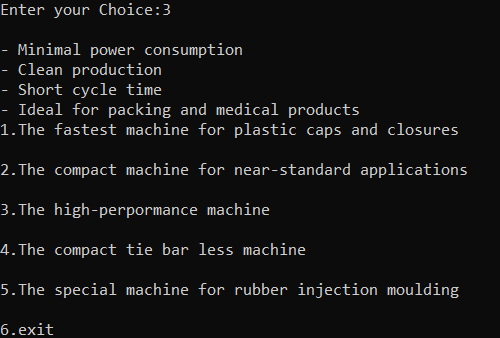 Enter your Choice:3
- Minimal power consumption
- Clean production
- Short cycle time
- Ideal for packing and medical products
1.The fastest machine for plastic caps and closures
2.The compact machine for near-standard applications
3.The high-perpormance machine
4.The compact tie bar less machine
5.The special machine for rubber injection moulding
6.exit